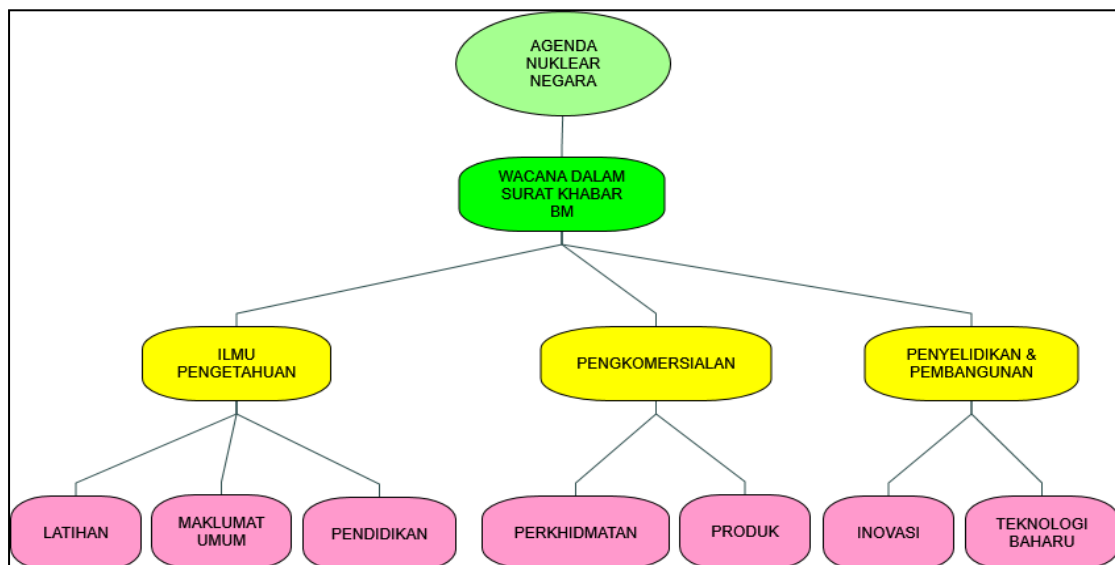 AGENDA
NUKLEAR
NEGARA
WACANA DALAM
SURAT KHABAR
BM
ILMU
PENGETAHUAN
PENGKOMERSIALAN
PENYELIDIKAN &
PEMBANGUNAN
LATIHAN
MAKLUMAT
UMUM
PENDIDIKAN
PERKHIDMATAN
PRODUK
INOVASI
TEKNOLOGI
BAHARU